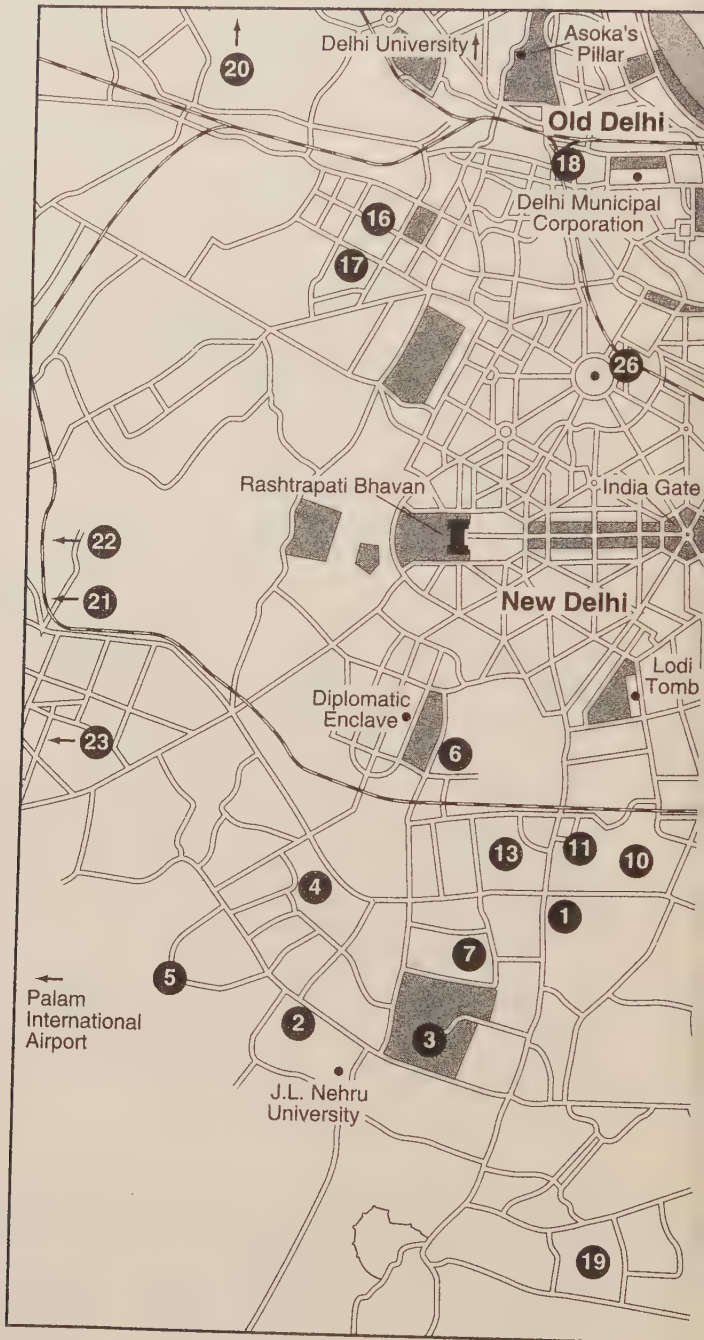 Delhi University
Asoka's
Pillar
20
Old Delhi
18
Delhi Municipal
Corporation
16
17
26
Rashtrapati Bhavan
India Gate
22
21
New Delhi
Lodi
Tomb
Diplomatic
Enclave
23
6
13
11
10
4
1
7
5
Palam
International
Airport
2
3
J.L. Nehru
University
19